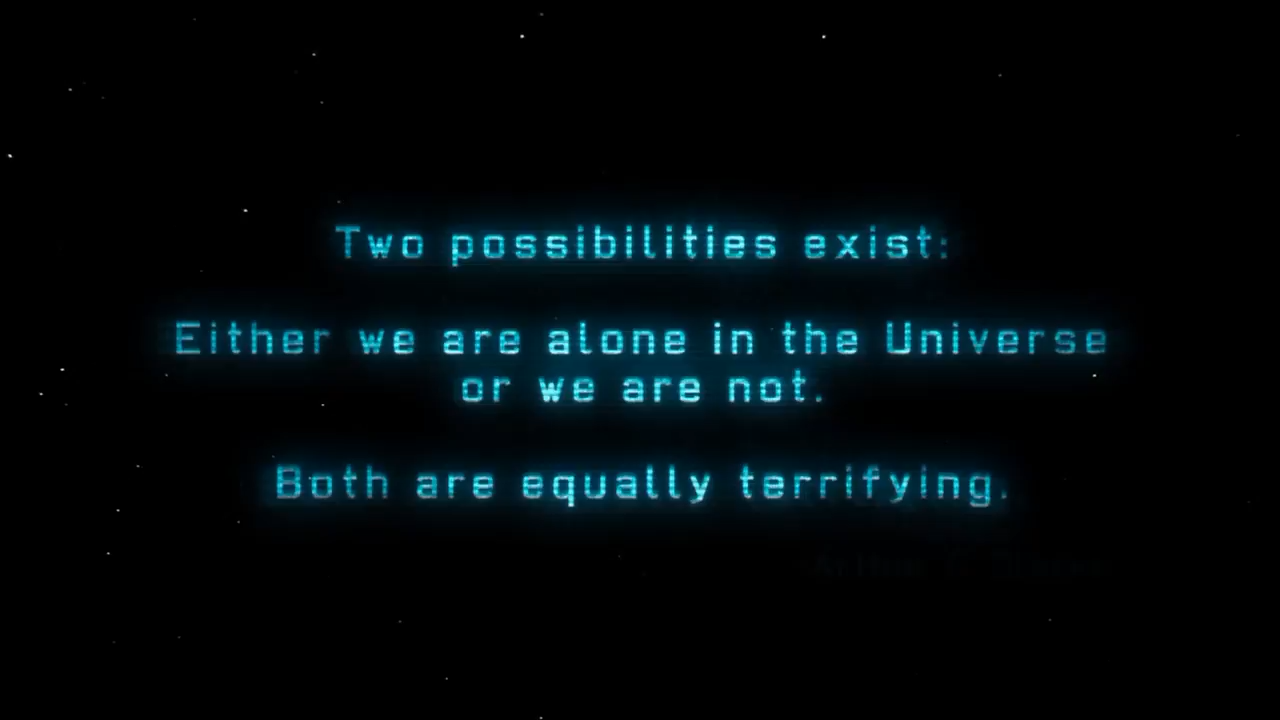 Two possibilities exist:
Either we are alone in the Universe
or we are not.
Both are equally terrifying.